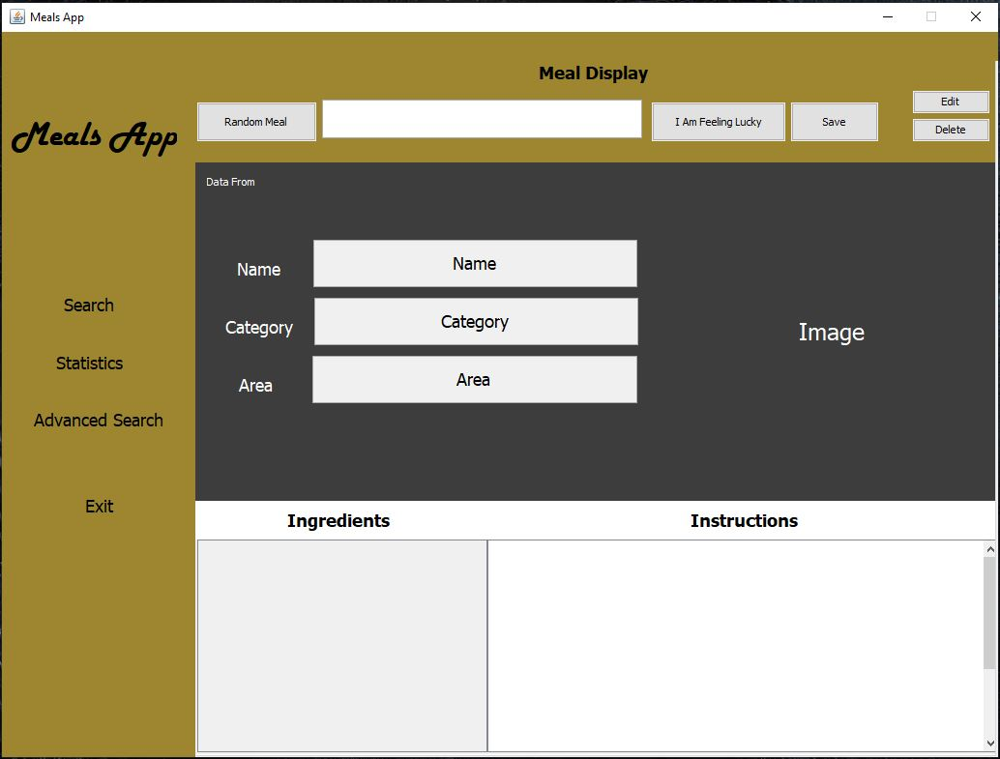 Meals App
Meal Display
Meals App
Random Meal
I Am Feeling Lucky
Save
Edit
Delete
Search
Statistics
Advanced Search
Exit
Data From
Name
Name
Category
Category
Area
Area
Image
Ingredients
Instructions